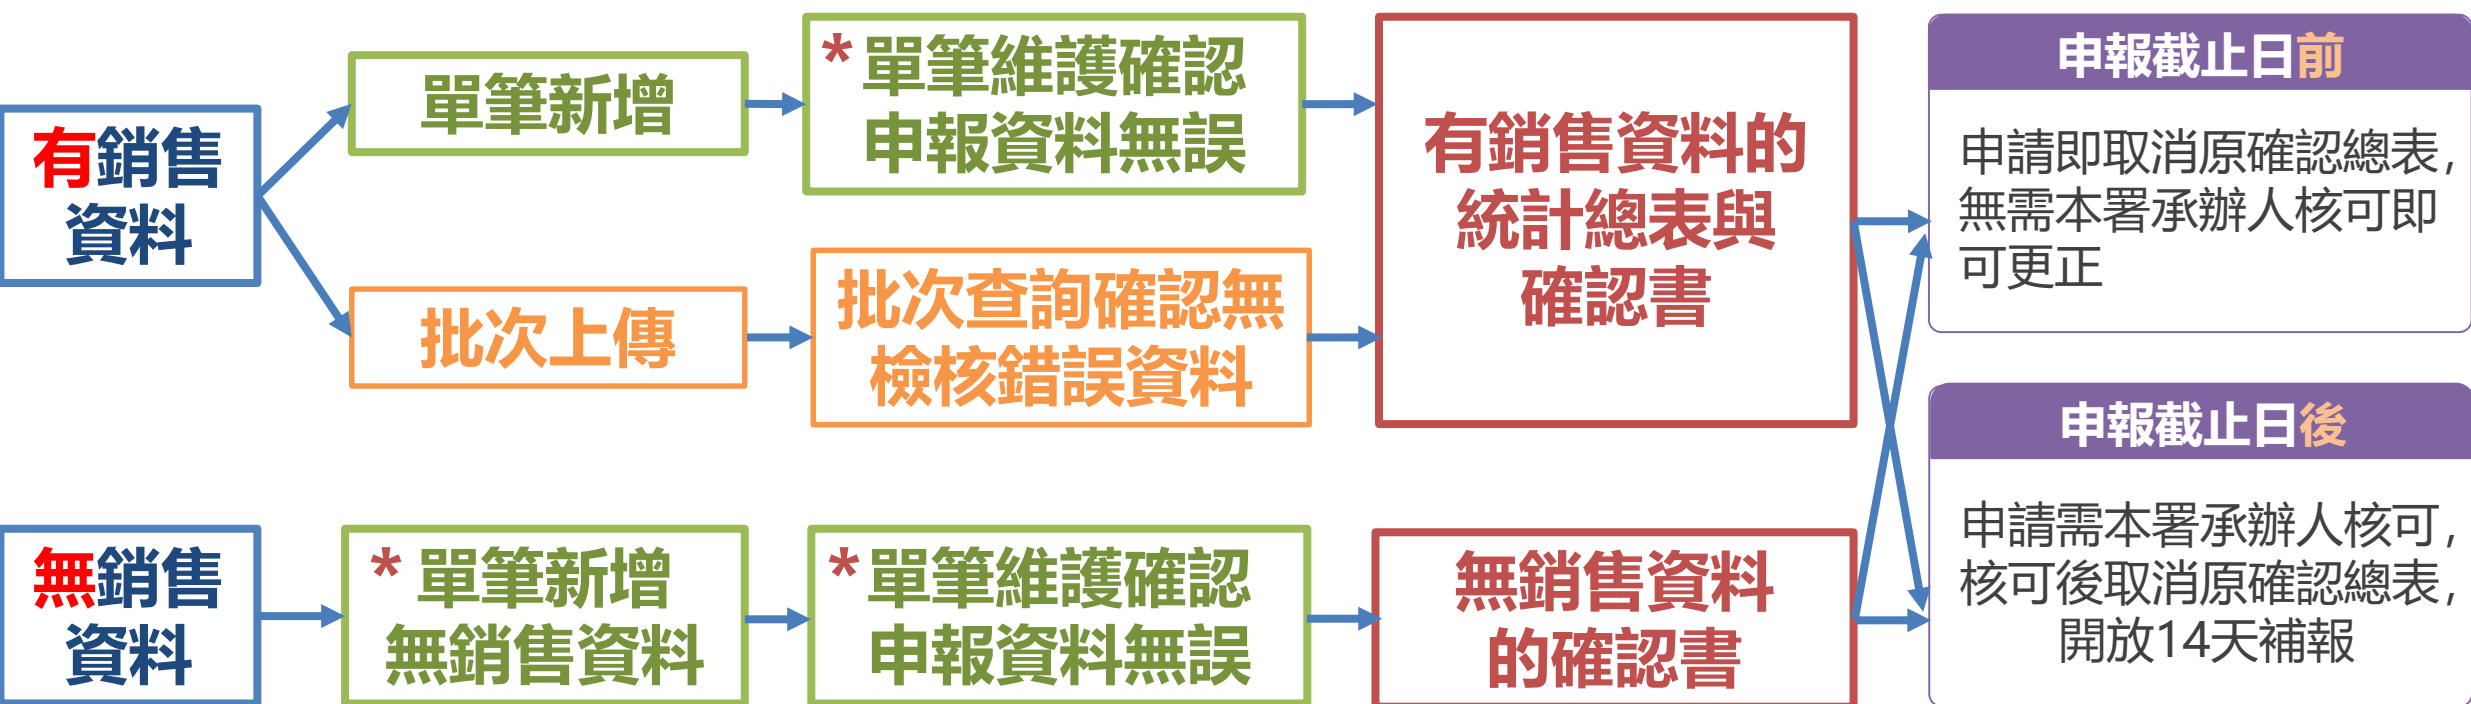 有銷售
資料
單筆新增
*單筆維護確認
申報資料無誤
批次上傳
批次查詢確認無
檢核錯誤資料
有銷售資料的
統計總表與
確認書
申報截止日前
申請即取消原確認總表,
無需本署承辦人核可即
可更正
無銷售
資料
*單筆新增
無銷售資料
*單筆維護確認
申報資料無誤
無銷售資料
的確認書
申報截止日後
申請需本署承辦人核可,
核可後取消原確認總表,
開放14天補報